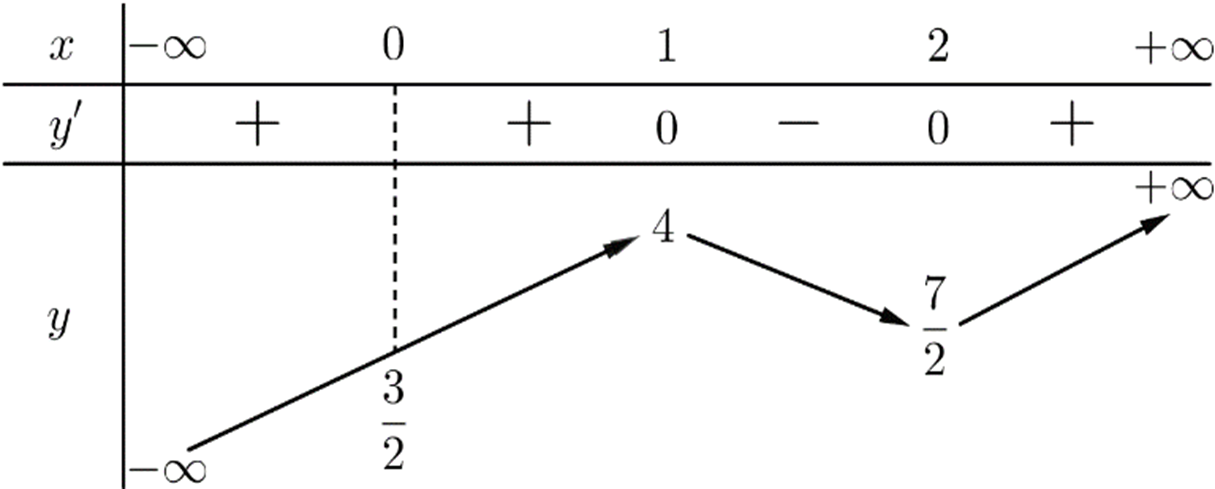 x −∞ 0 1 2 +∞
y′ + + 0 − 0 +
+∞
4
7/2
y
3/2
−∞